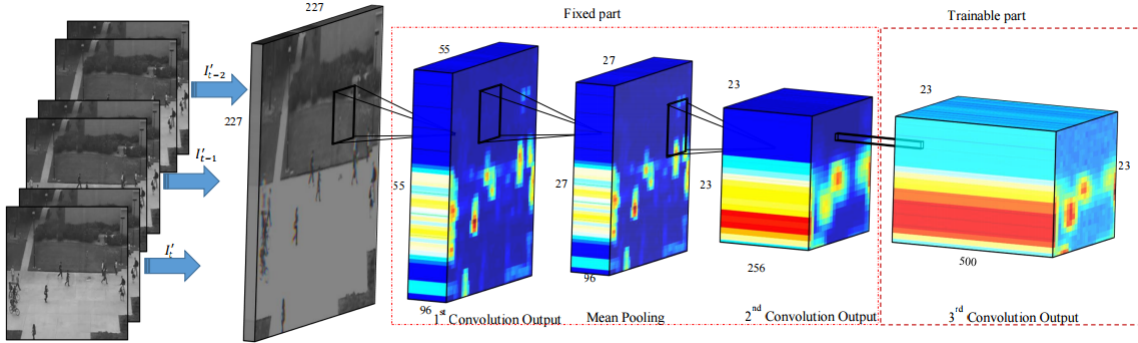 Fixed part
Trainable part
I′t−2
I′t−1
I′t
227
227
55
55
96
1st Convolution Output
27
27
96
Mean Pooling
23
23
256
2nd Convolution Output
23
23
500
3rd Convolution Output